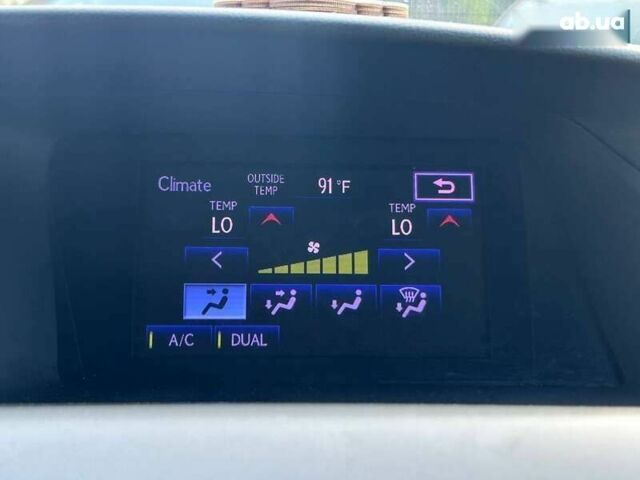 ab.ua
Climate OUTSIDE TEMP 91°F
TEMP LO
TEMP LO
A/C DUAL